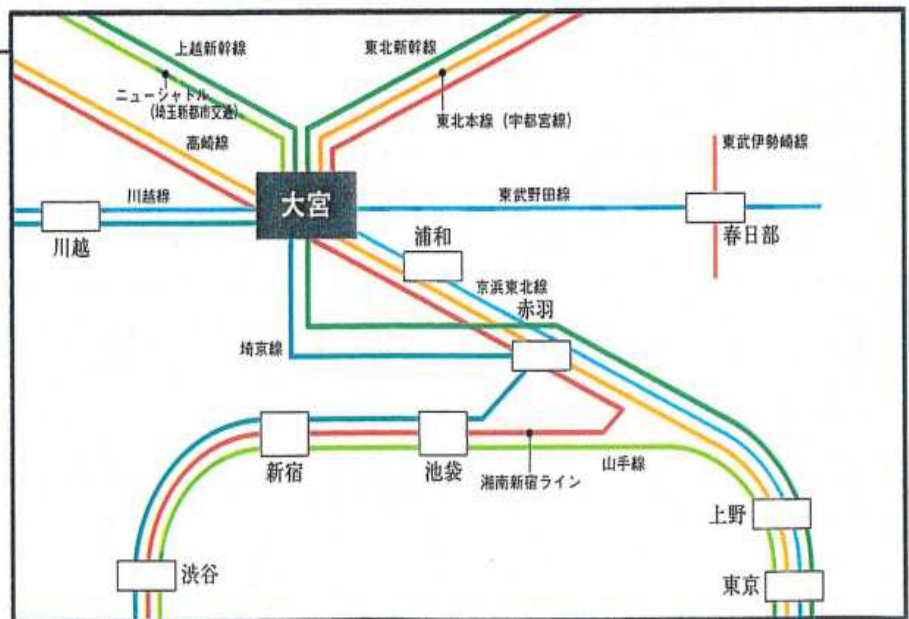 上越新幹線
東北新幹線
ニューシャトル
(埼玉新都市交通)
東北本線（宇都宮線）
高崎線
東武伊勢崎線
川越線
大宮
東武野田線
川越
浦和
春日部
京浜東北線
赤羽
埼京線
新宿
池袋
湘南新宿ライン
山手線
上野
渋谷
東京